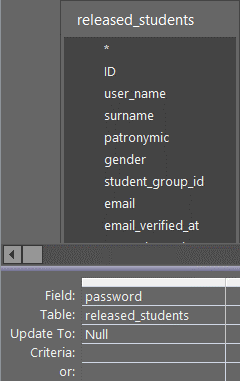 released_students
*
ID
user_name
surname
patronymic
gender
student_group_id
email
email_verified_at
Field: password
Table: released_students
Update To: Null
Criteria:
or: